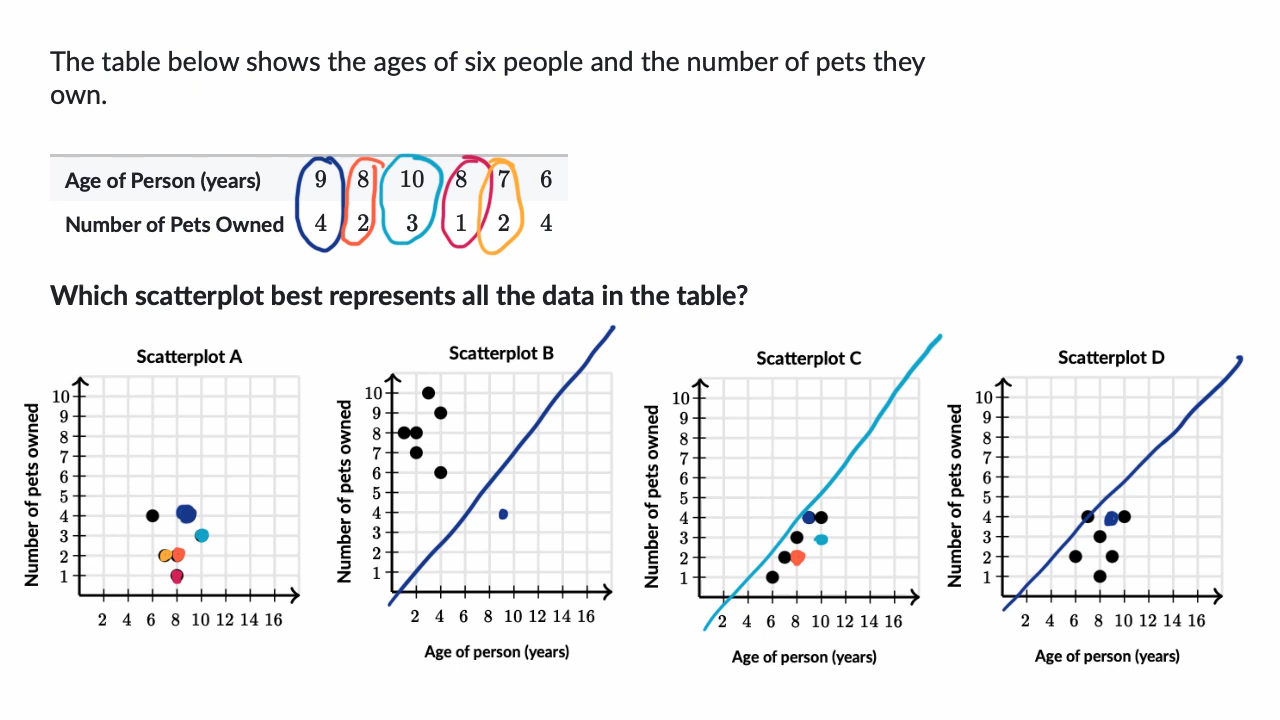 The table below shows the ages of six people and the number of pets they
own.
Age of Person (years) 9 8 10 8 7 6
Number of Pets Owned 4 2 3 1 2 4
Which scatterplot best represents all the data in the table?
Scatterplot A
Number of pets owned
10
9
8
7
6
5
4
3
2
1
2 4 6 8 10 12 14 16
Scatterplot B
Number of pets owned
10
9
8
7
6
5
4
3
2
1
2 4 6 8 10 12 14 16
Age of person (years)
Scatterplot C
Number of pets owned
10
9
8
7
6
5
4
3
2
1
2 4 6 8 10 12 14 16
Age of person (years)
Scatterplot D
Number of pets owned
10
9
8
7
6
5
4
3
2
1
2 4 6 8 10 12 14 16
Age of person (years)